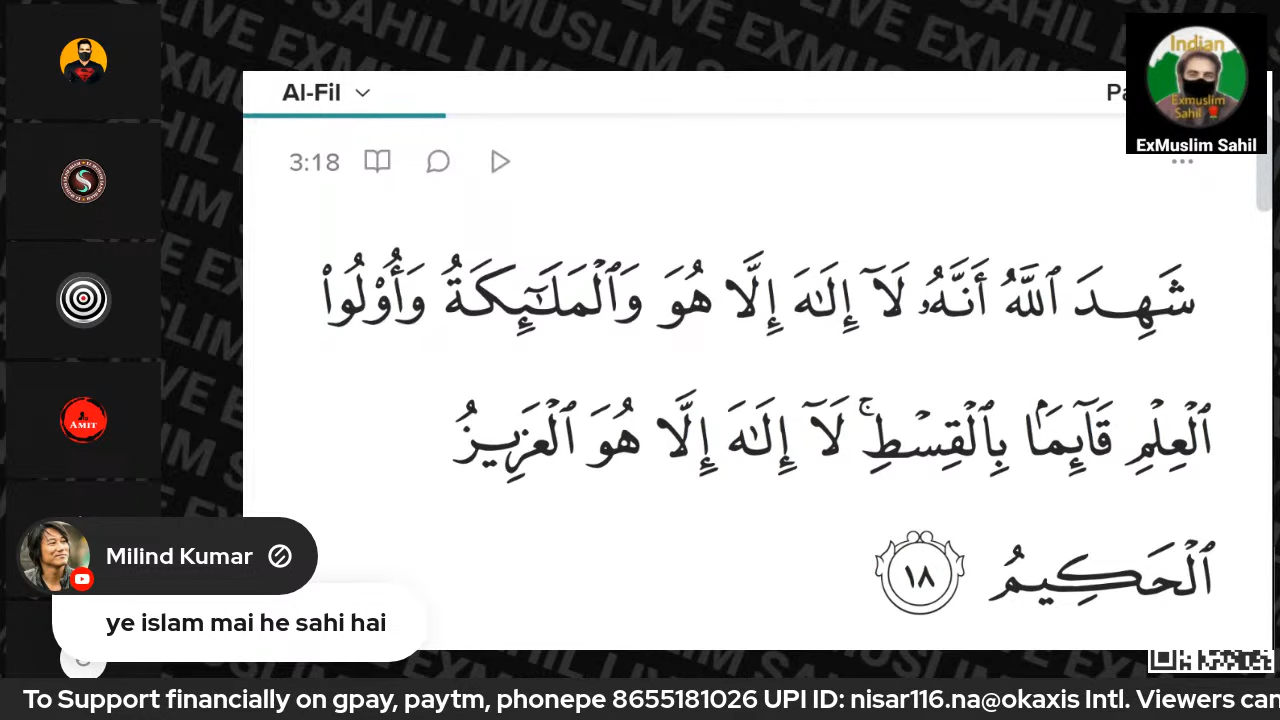 Al-Fil
3:18
شَهِدَ ٱللَّهُ أَنَّهُۥ لَآ إِلَـٰهَ إِلَّا هُوَ وَٱلْمَلَـٰٓئِكَةُ وَأُو۟لُوا۟
ٱلْعِلْمِ قَآئِمًۢا بِٱلْقِسْطِ ۚ لَآ إِلَـٰهَ إِلَّا هُوَ ٱلْعَزِيزُ
ٱلْحَكِيمُ ١٨
Indian
Exmuslim
Sahil
ExMuslim Sahil
AMIT
Milind Kumar
ye islam mai he sahi hai
To Support financially on gpay, paytm, phonepe 8655181026 UPI ID: nisar116.na@okaxis Intl. Viewers can